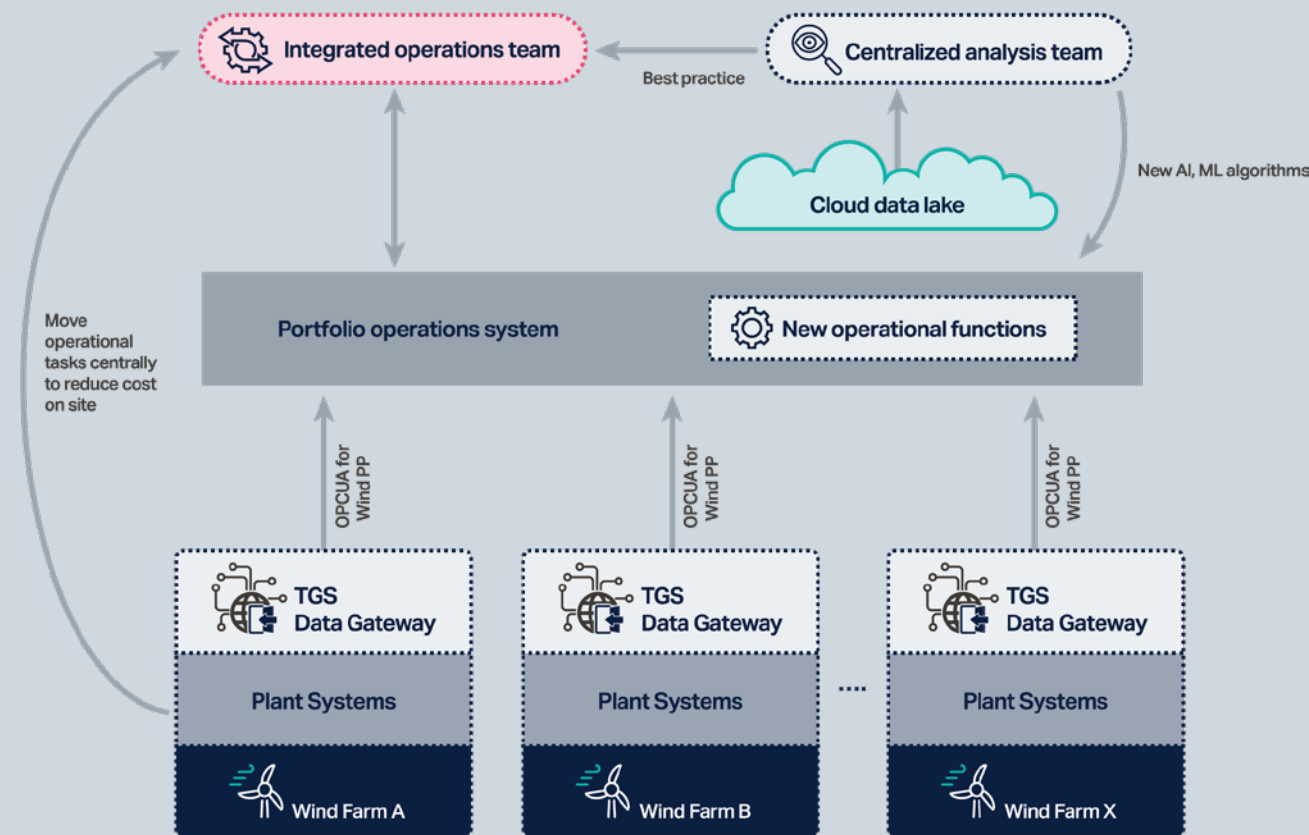 Integrated operations team
Best practice
Centralized analysis team
New AI, ML algorithms
Cloud data lake
Move
operational
tasks centrally
to reduce cost
on site
Portfolio operations system
New operational functions
OPCUA for
Wind PP
OPCUA for
Wind PP
OPCUA for
Wind PP
TGS
Data Gateway
Plant Systems
Wind Farm A
TGS
Data Gateway
Plant Systems
Wind Farm B
....
TGS
Data Gateway
Plant Systems
Wind Farm X